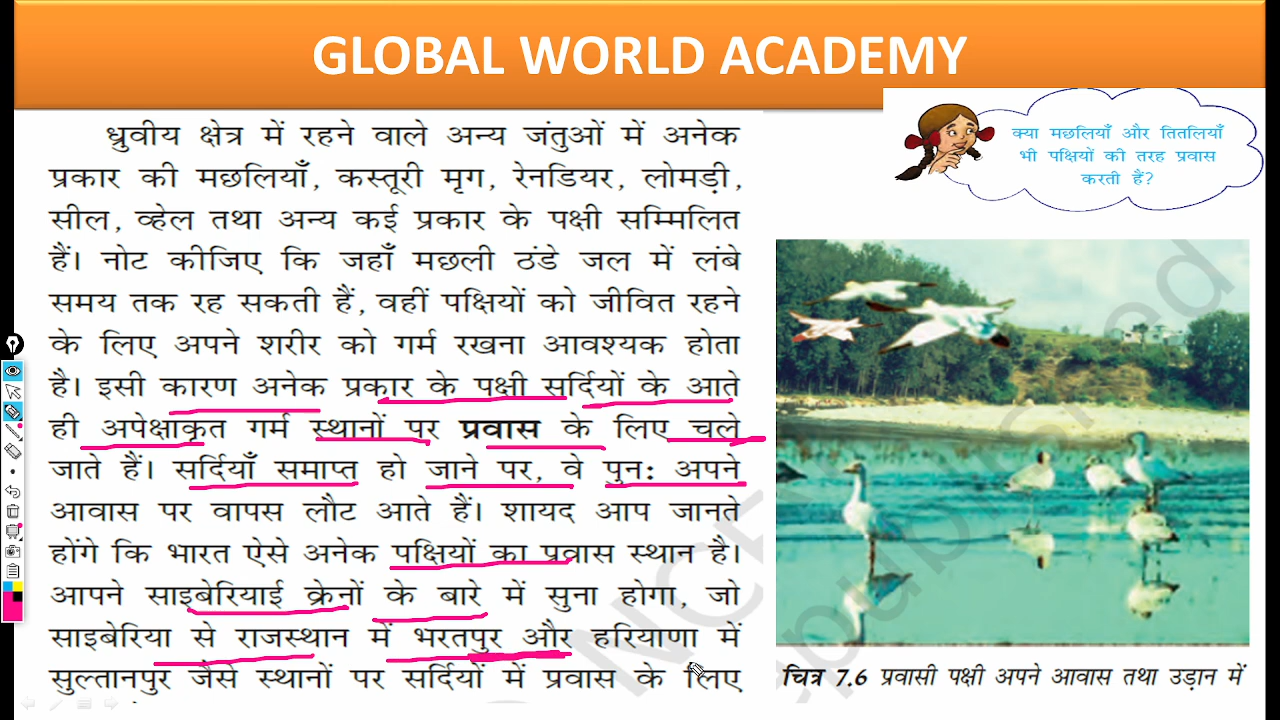 GLOBAL WORLD ACADEMY
ध्रुवीय क्षेत्र में रहने वाले अन्य जंतुओं में अनेक
प्रकार की मछलियाँ, कस्तूरी मृग, रेनडियर, लोमड़ी,
सील, व्हेल तथा अन्य कई प्रकार के पक्षी सम्मिलित
हैं। नोट कीजिए कि जहाँ मछली ठंडे जल में लंबे
समय तक रह सकती हैं, वहीं पक्षियों को जीवित रहने
के लिए अपने शरीर को गर्म रखना आवश्यक होता
है। इसी कारण अनेक प्रकार के पक्षी सर्दियों के आते
ही अपेक्षाकृत गर्म स्थानों पर प्रवास के लिए चले
जाते हैं। सर्दियाँ समाप्त हो जाने पर, वे पुन: अपने
आवास पर वापस लौट आते हैं। शायद आप जानते
होंगे कि भारत ऐसे अनेक पक्षियों का प्रवास स्थान है।
आपने साइबेरियाई क्रेनों के बारे में सुना होगा, जो
साइबेरिया से राजस्थान में भरतपुर और हरियाणा में
सुल्तानपुर जैसे स्थानों पर सर्दियों में प्रवास के लिए
क्या मछलियाँ और तितलियाँ
भी पक्षियों की तरह प्रवास
करती हैं?
चित्र 7.6 प्रवासी पक्षी अपने आवास तथा उड़ान में